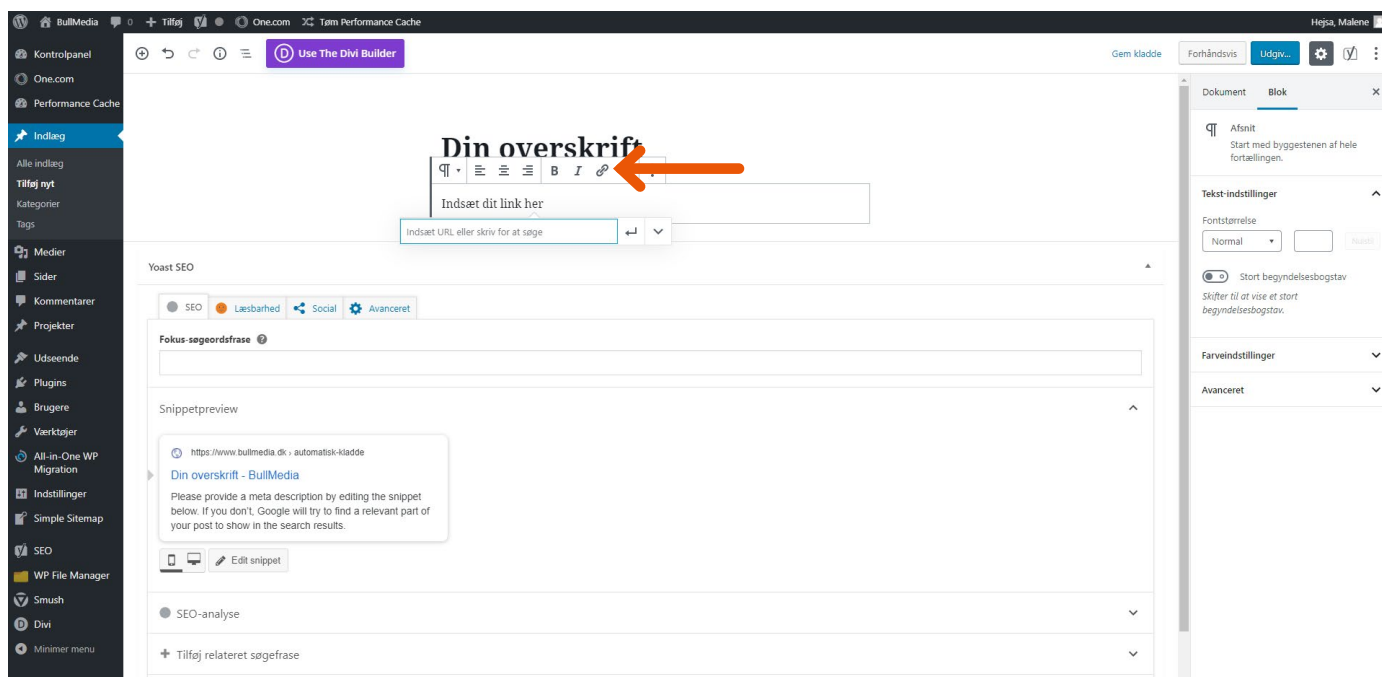 BullMedia 0 Tilføj One.com Tøm Performance Cache Hejsa, Malene
Kontrolpanel
One.com
Performance Cache
Indlæg
Alle indlæg
Tilføj nyt
Kategorier
Tags
Medier
Sider
Kommentarer
Projekter
Udseende
Plugins
Brugere
Værktøjer
All-in-One WP
Migration
Indstillinger
Simple Sitemap
SEO
WP File Manager
Smush
Divi
Minimer menu
Use The Divi Builder
Gem kladde Forhåndsvis Udgiv...
Din overskrift
B I
Indsæt dit link her
Indsæt URL eller skriv for at søge
Yoast SEO
SEO Læsbarhed Social Avanceret
Fokus-søgeordsfrase
Snippetpreview
https://www.bullmedia.dk › automatisk-kladde
Din overskrift - BullMedia
Please provide a meta description by editing the snippet
below. If you don't, Google will try to find a relevant part of
your post to show in the search results.
Edit snippet
SEO-analyse
Tilføj relateret søgefrase
Dokument Blok
Afsnit
Start med byggestenen af hele
fortællingen.
Tekst-indstillinger
Fontstørrelse
Normal
Stort begyndelsesbogstav
Skifter til at vise et stort
begyndelsesbogstav.
Farveindstillinger
Avanceret